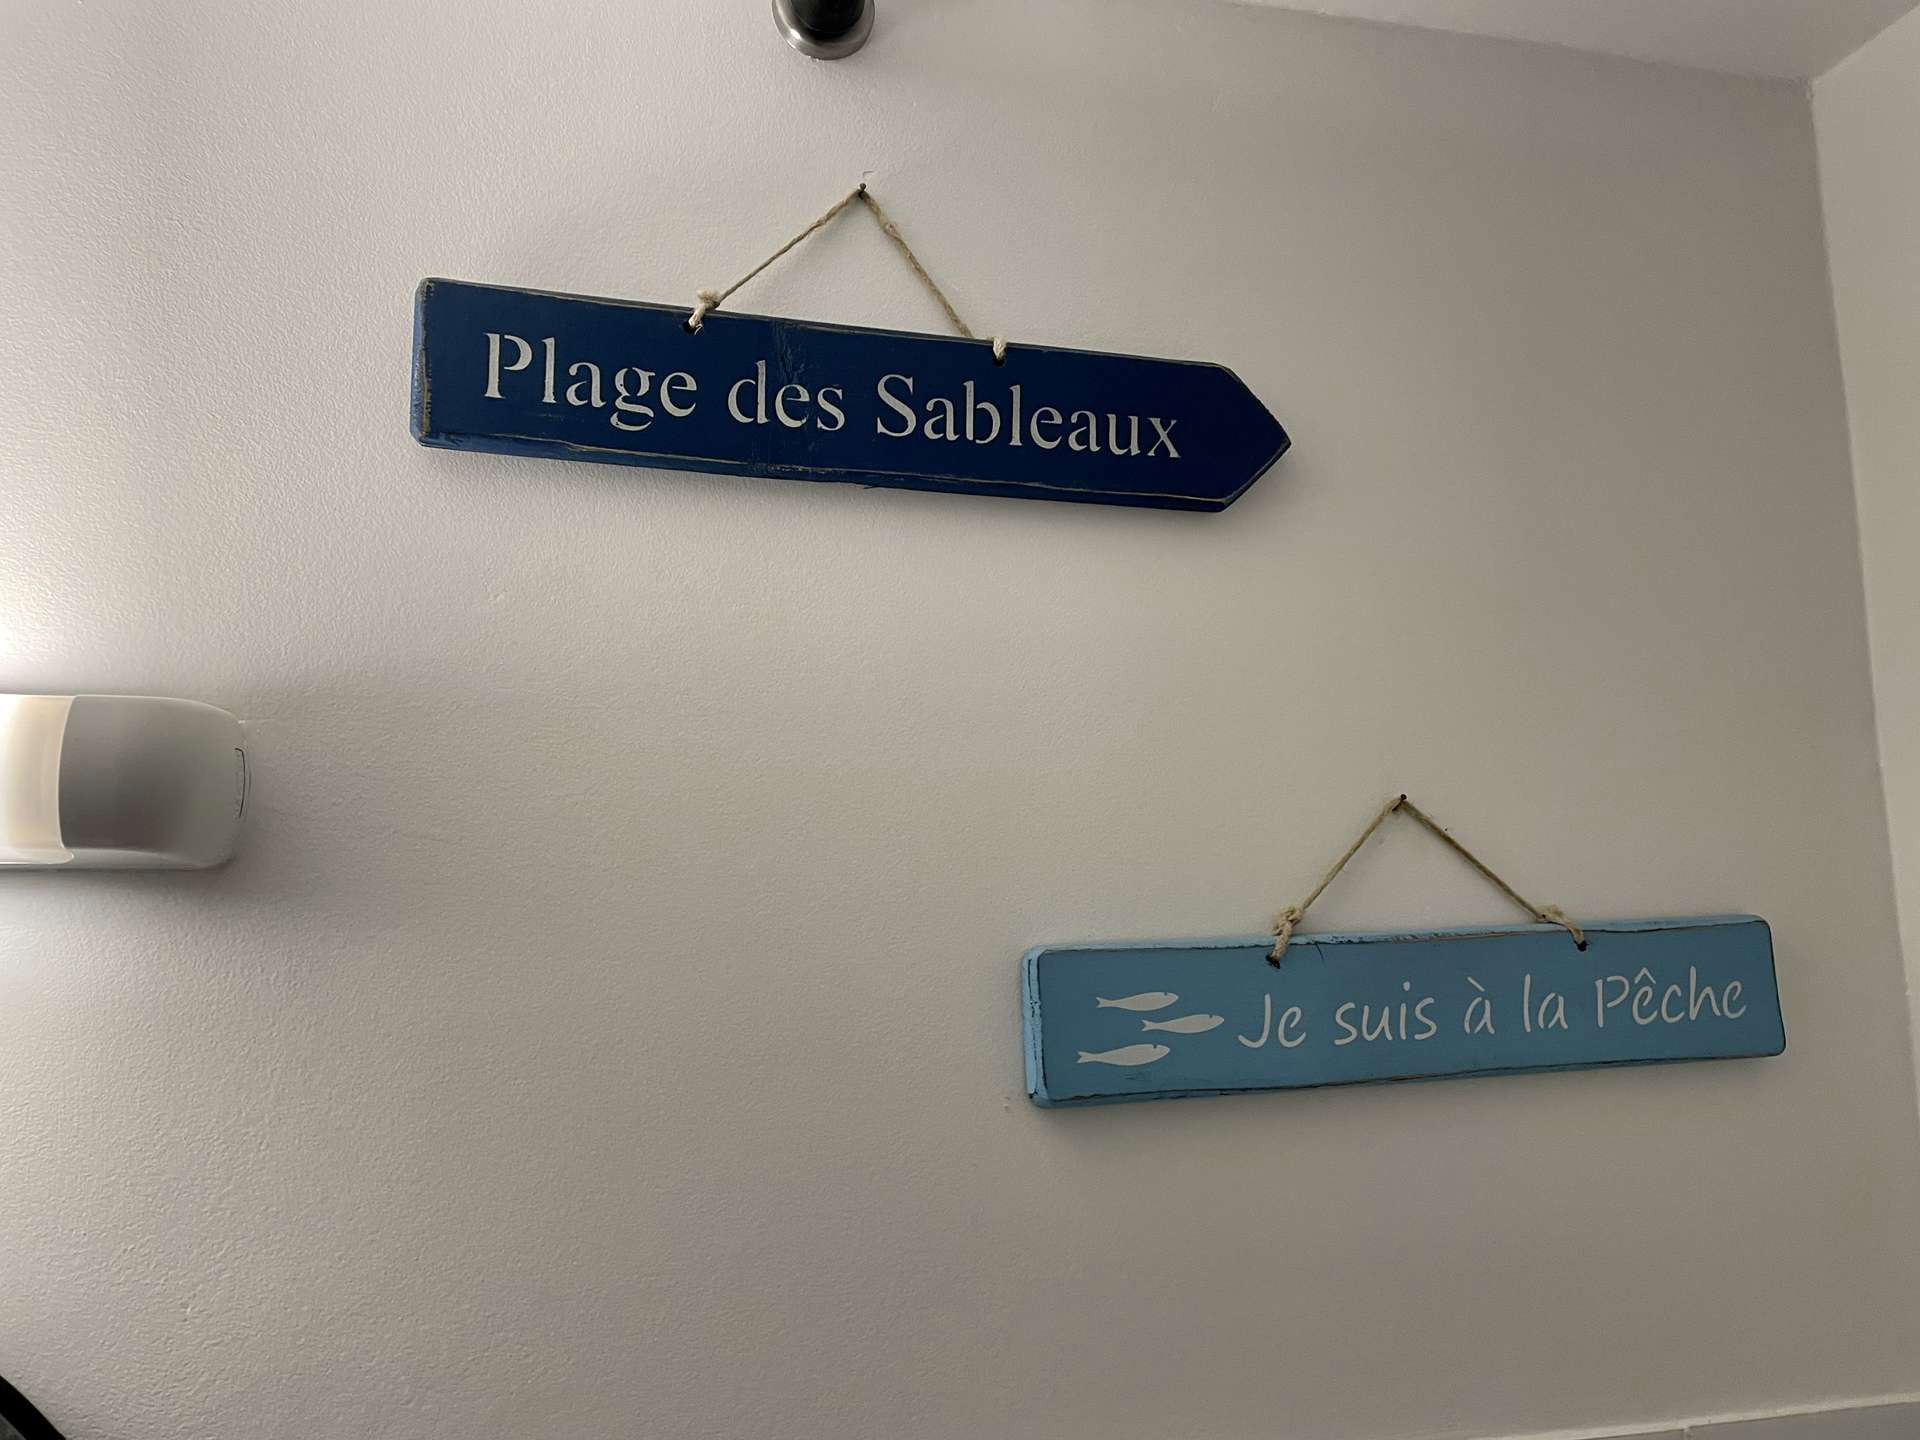 Plage des Sableaux
Je suis à la Pêche